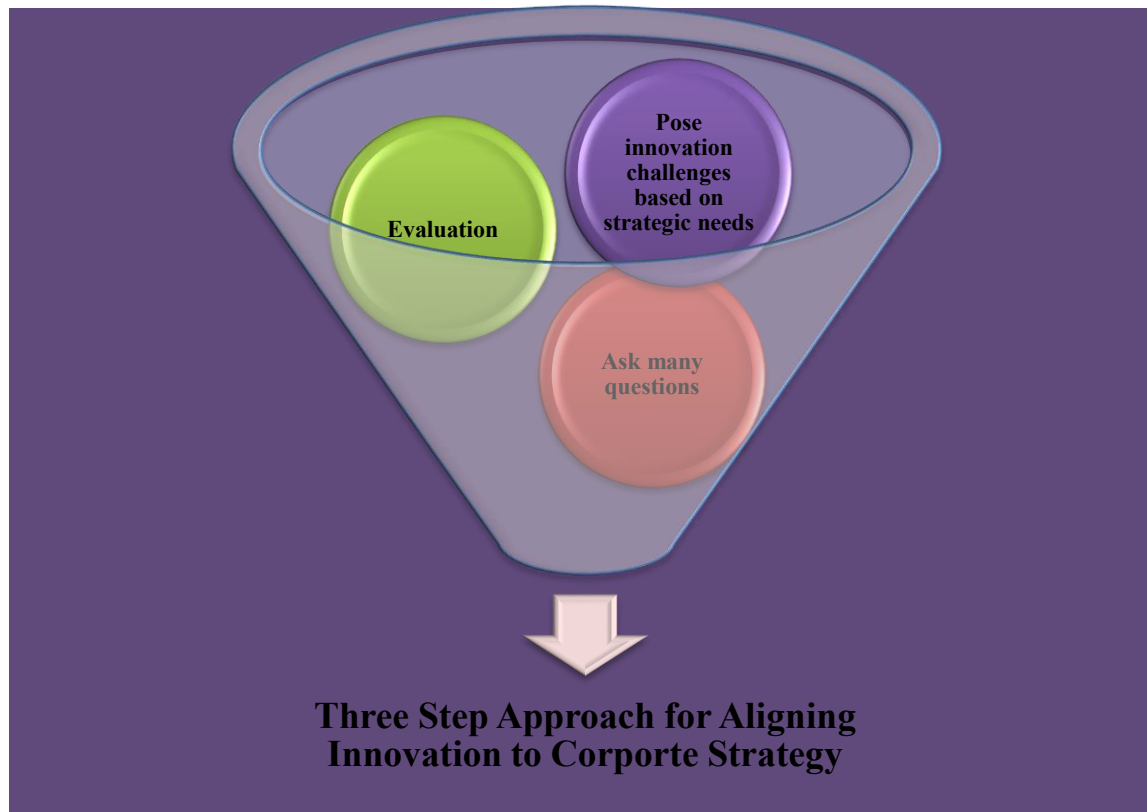 Pose
innovation
challenges
based on
strategic needs
Evaluation
Ask many
questions
Three Step Approach for Aligning
Innovation to Corporte Strategy